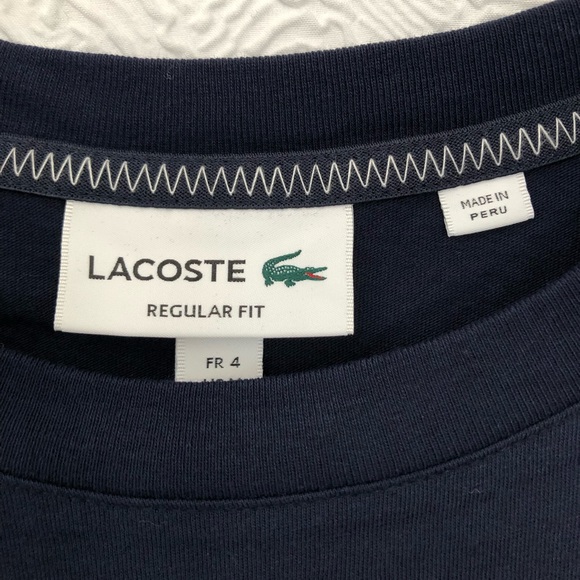 MADE IN
PERU
LACOSTE
REGULAR FIT
FR 4